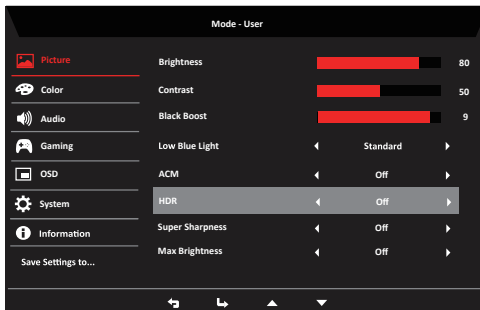 Mode - User
Picture
Color
Audio
Gaming
OSD
System
Information
Save Settings to...
Brightness 80
Contrast 50
Black Boost 9
Low Blue Light Standard
ACM Off
HDR Off
Super Sharpness Off
Max Brightness Off